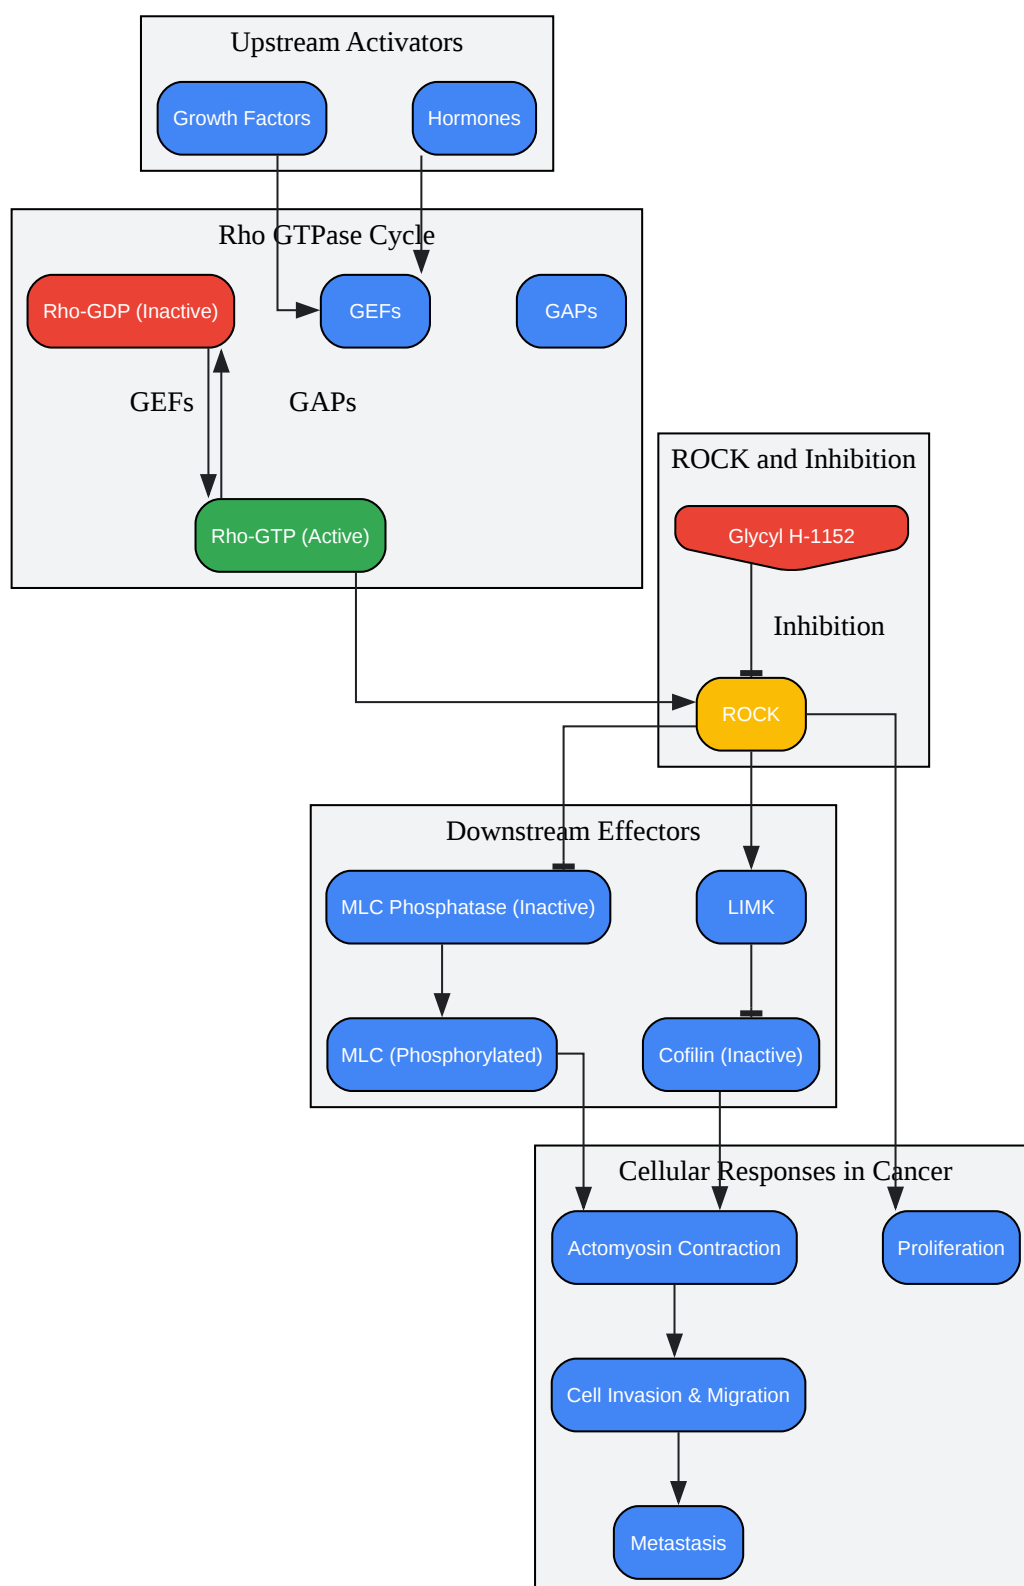 Upstream Activators
Growth Factors
Hormones
Rho GTPase Cycle
Rho-GDP (Inactive)
GEFs
GAPs
GEFs
GAPs
Rho-GTP (Active)
ROCK and Inhibition
Glycyl H-1152
Inhibition
ROCK
Downstream Effectors
MLC Phosphatase (Inactive)
LIMK
MLC (Phosphorylated)
Cofilin (Inactive)
Cellular Responses in Cancer
Actomyosin Contraction
Proliferation
Cell Invasion & Migration
Metastasis